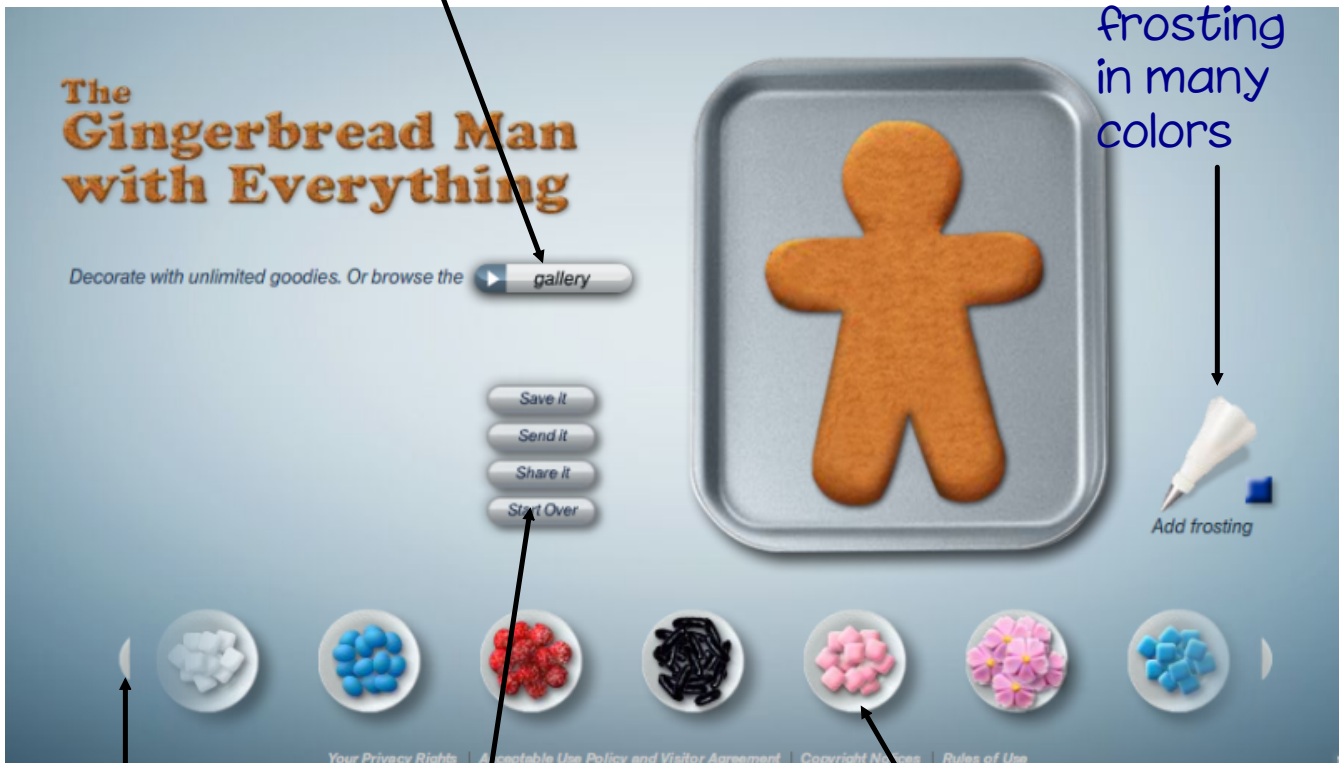 frosting
in many
colors
The
Gingerbread Man
with Everything
Decorate with unlimited goodies. Or browse the gallery
Save it
Send it
Share it
Start Over
Add frosting
Your Privacy Rights | Acceptable Use Policy and Visitor Agreement | Copyright Notices | Rules of Use